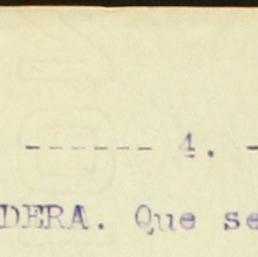 ------ 4. -
DERA. Que se